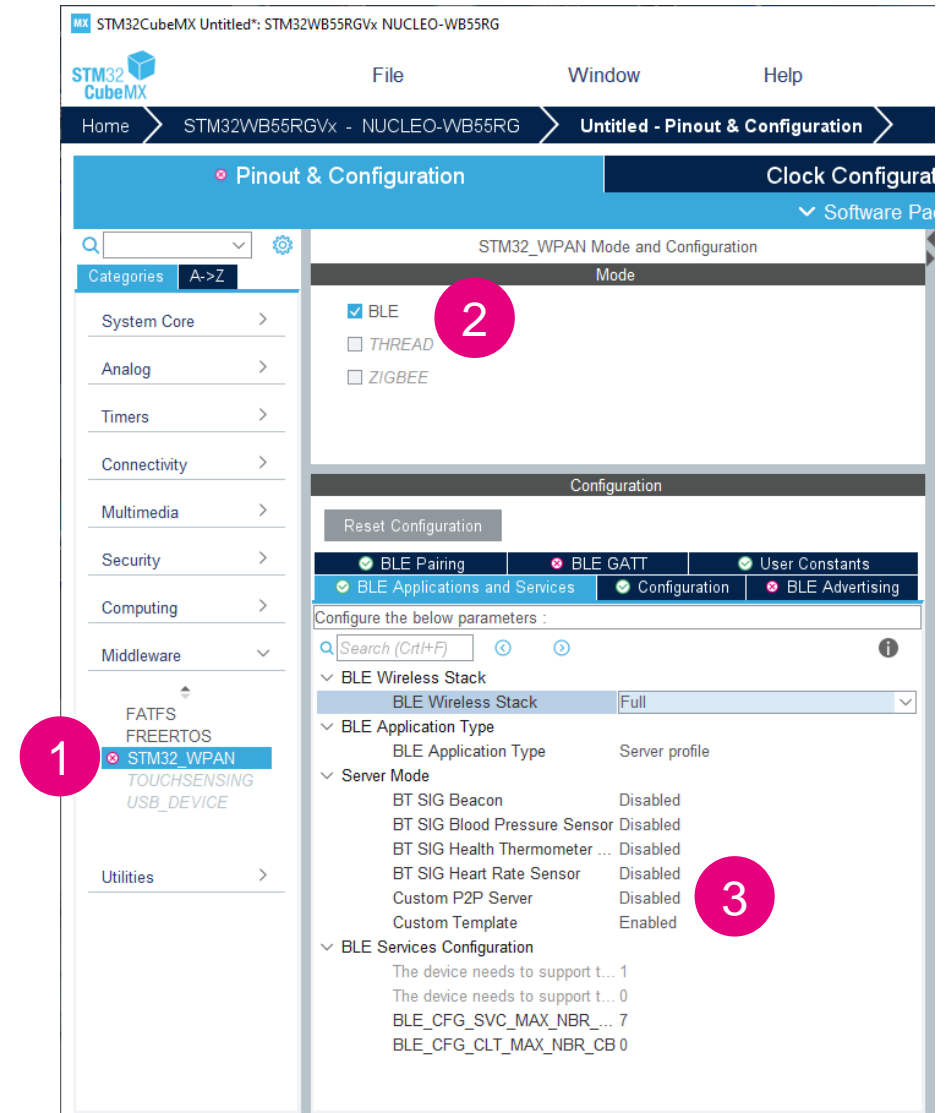 MX STM32CubeMX Untitled*: STM32WB55RGVx NUCLEO-WB55RG
STM32
CubeMX
File Window Help
Home STM32WB55RGVx - NUCLEO-WB55RG Untitled - Pinout & Configuration
Pinout & Configuration Clock Configurat
Software Pa
STM32_WPAN Mode and Configuration
Categories A->Z
Mode
System Core
Analog
Timers
Connectivity
Multimedia
Security
Computing
Middleware
FATFS
FREERTOS
1
STM32_WPAN
TOUCHSENSING
USB_DEVICE
Utilities
BLE
2
THREAD
ZIGBEE
Configuration
Reset Configuration
BLE Pairing BLE GATT User Constants
BLE Applications and Services Configuration BLE Advertising
Configure the below parameters :
Search (Crtl+F)
BLE Wireless Stack
BLE Wireless Stack Full
BLE Application Type
BLE Application Type Server profile
Server Mode
BT SIG Beacon Disabled
BT SIG Blood Pressure Sensor Disabled
BT SIG Health Thermometer ... Disabled
BT SIG Heart Rate Sensor Disabled
Custom P2P Server Disabled
3
Custom Template Enabled
BLE Services Configuration
The device needs to support t... 1
The device needs to support t... 0
BLE_CFG_SVC_MAX_NBR_... 7
BLE_CFG_CLT_MAX_NBR_CB 0